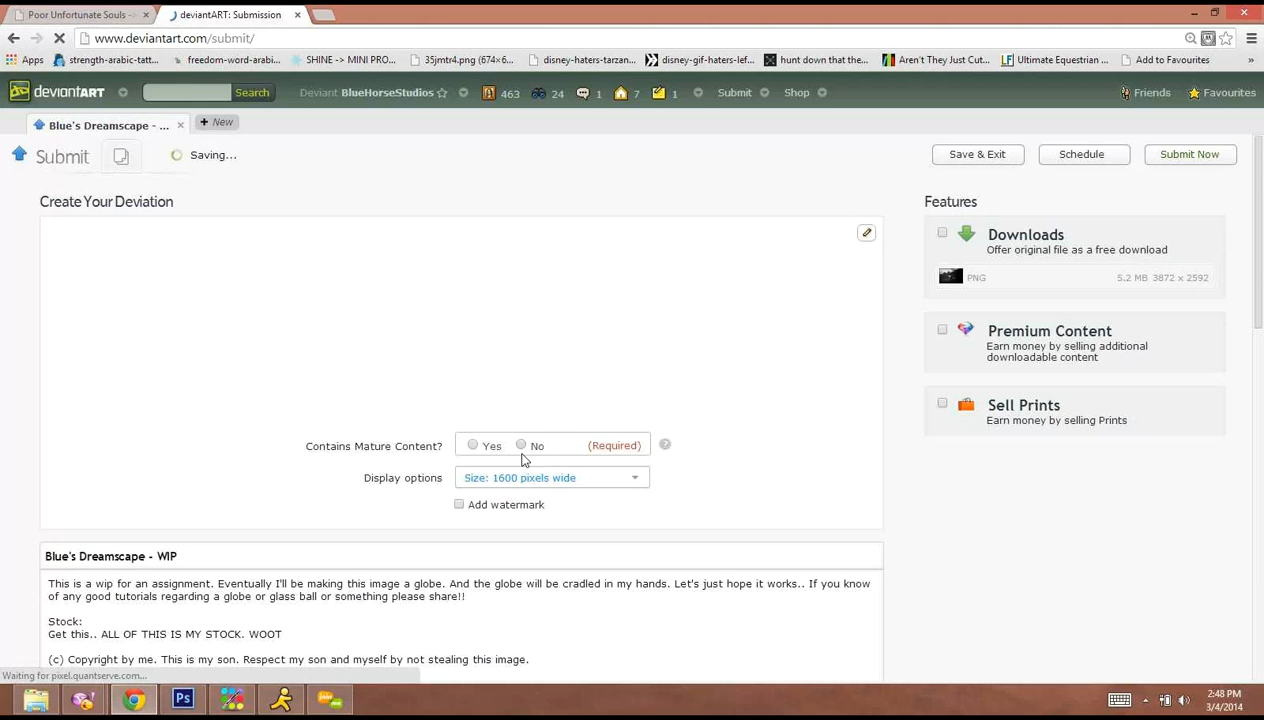 Poor Unfortunate Souls - × deviantART: Submission ×
www.deviantart.com/submit/
Apps strength-arabic-tatt... freedom-word-arabi... SHINE -> MINI PRO... 35jmtr4.png (674×6... disney-haters-tarzan... disney-gif-haters-lef... hunt down that the... Aren't They Just Cut... Ultimate Equestrian ... Add to Favourites »
deviantART Search Deviant BlueHorseStudios 463 24 1 7 1 Submit Shop Friends Favourites
Blue's Dreamscape - ... × + New
Submit Saving... Save & Exit Schedule Submit Now
Create Your Deviation Features
Downloads
Offer original file as a free download
PNG 5.2 MB 3872 × 2592
Premium Content
Earn money by selling additional
downloadable content
Sell Prints
Earn money by selling Prints
Contains Mature Content? Yes No (Required) ?
Display options Size: 1600 pixels wide
Add watermark
Blue's Dreamscape - WIP
This is a wip for an assignment. Eventually I'll be making this image a globe. And the globe will be cradled in my hands. Let's just hope it works.. If you know
of any good tutorials regarding a globe or glass ball or something please share!!
Stock:
Get this.. ALL OF THIS IS MY STOCK. WOOT
(c) Copyright by me. This is my son. Respect my son and myself by not stealing this image.
Waiting for pixel.quantserve.com...
Ps
2:48 PM
3/4/2014